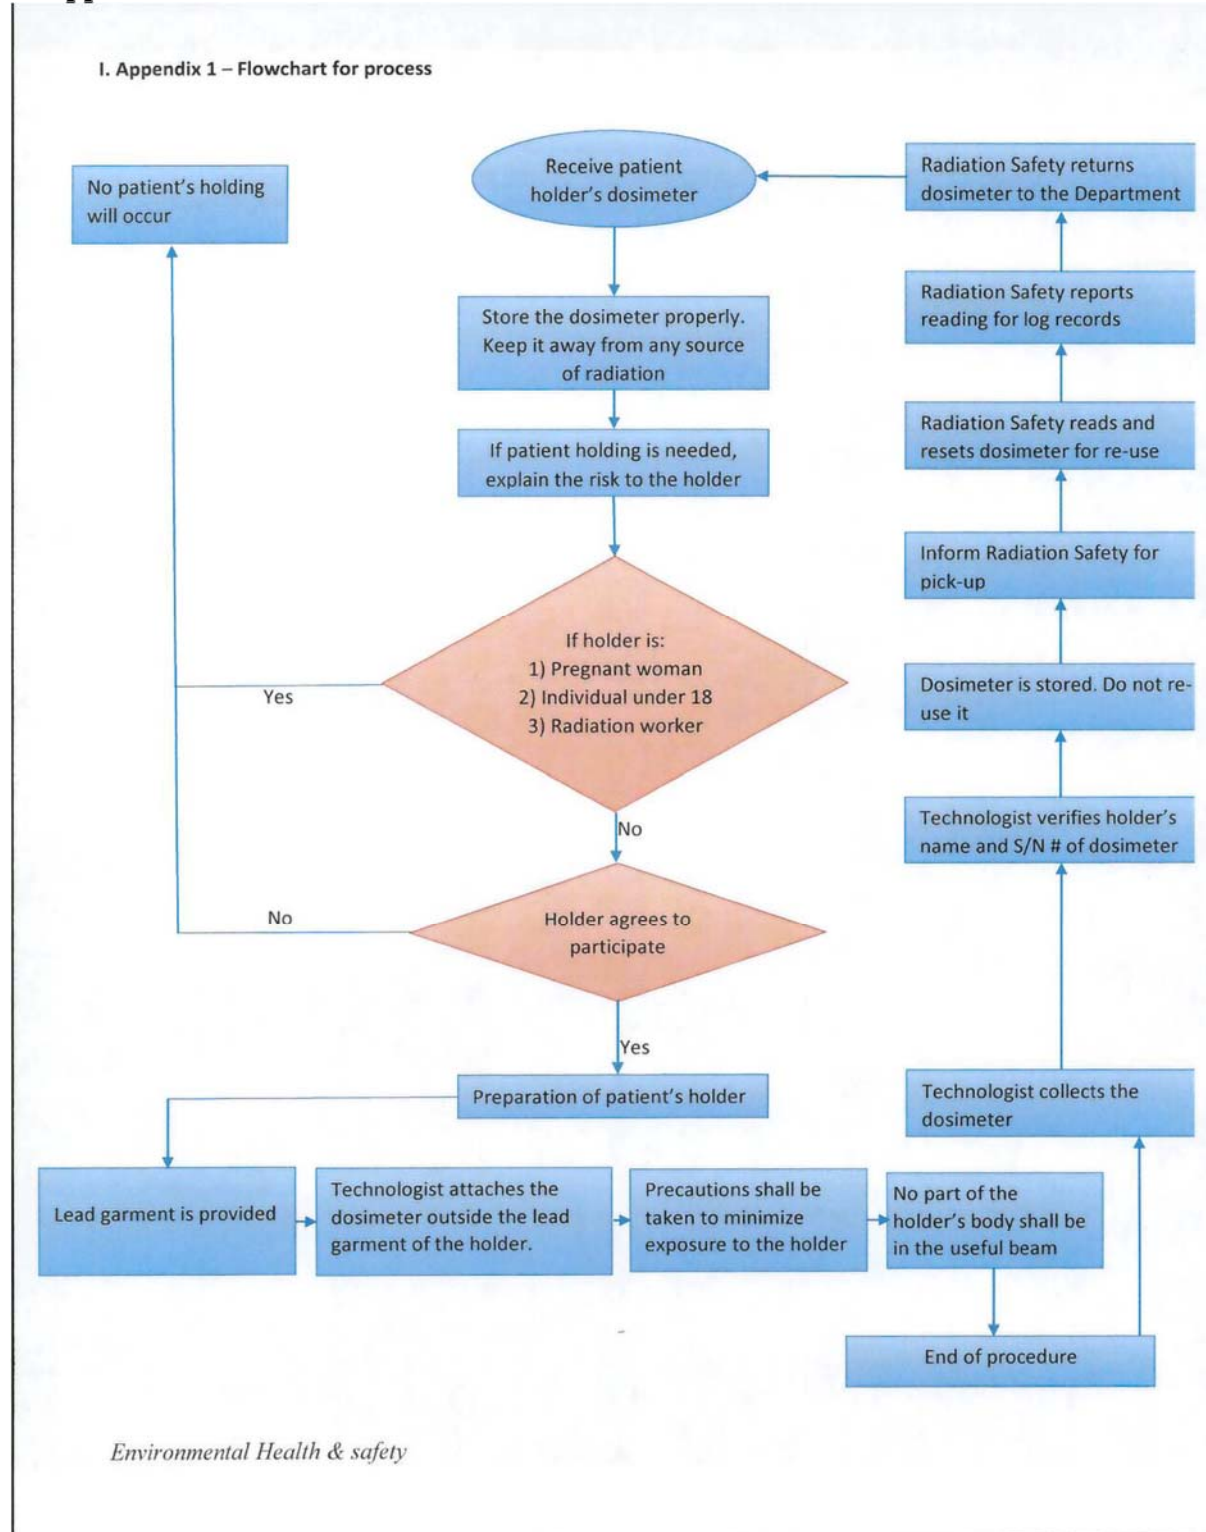 I. Appendix 1 – Flowchart for process
Receive patient
holder's dosimeter
Store the dosimeter properly.
Keep it away from any source
of radiation
If patient holding is needed,
explain the risk to the holder
If holder is:
1) Pregnant woman
2) Individual under 18
3) Radiation worker
Yes
No patient's holding
will occur
No
Holder agrees to
participate
No
Yes
Preparation of patient's holder
Lead garment is provided
Technologist attaches the
dosimeter outside the lead
garment of the holder.
Precautions shall be
taken to minimize
exposure to the holder
No part of the
holder's body shall be
in the useful beam
End of procedure
Technologist collects the
dosimeter
Technologist verifies holder's
name and S/N # of dosimeter
Dosimeter is stored. Do not re-
use it
Inform Radiation Safety for
pick-up
Radiation Safety reads and
resets dosimeter for re-use
Radiation Safety reports
reading for log records
Radiation Safety returns
dosimeter to the Department
Environmental Health & safety